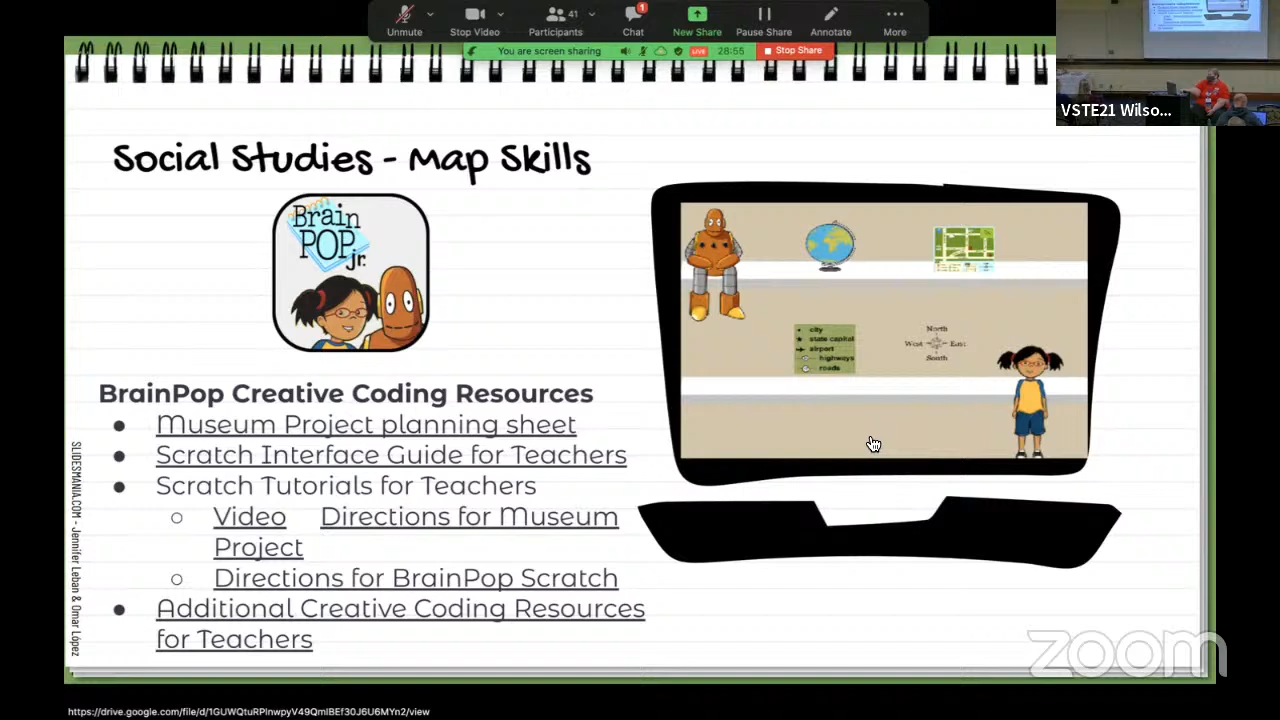 Unmute
Stop Video
41
Participants
1
Chat
New Share
Pause Share
Annotate
More
You are screen sharing
LIVE
28:55
Stop Share
VSTE21 Wilso...
Social Studies - Map Skills
Brain
POP
jr.
BrainPop Creative Coding Resources
● Museum Project planning sheet
● Scratch Interface Guide for Teachers
● Scratch Tutorials for Teachers
○ Video Directions for Museum
Project
○ Directions for BrainPop Scratch
● Additional Creative Coding Resources
for Teachers
city
state capital
airport
highways
roads
North
West East
South
SLIDESMANIA.COM - Jennifer Leban & Omar López
zoom
https://drive.google.com/file/d/1GUWQtuRPlnwpyV49QmlBEf30J6U6MYn2/view